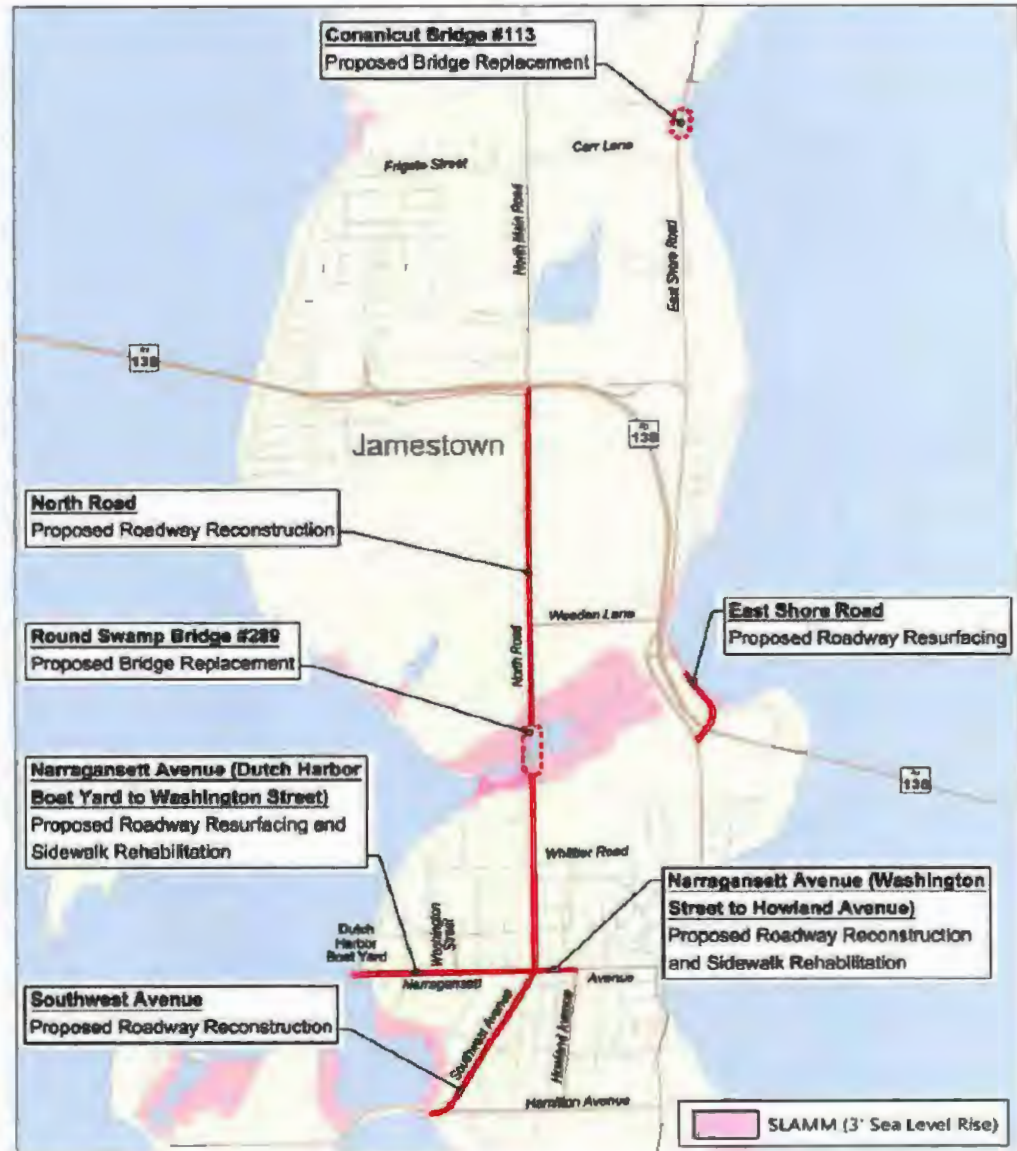 Conanicut Bridge #113
Proposed Bridge Replacement
Carr Lane
Frigate Street
North Main Road
East Shore Road
RI
138
Jamestown
RI
138
North Road
Proposed Roadway Reconstruction
Weeden Lane
East Shore Road
Proposed Roadway Resurfacing
Round Swamp Bridge #289
Proposed Bridge Replacement
North Road
Narragansett Avenue (Dutch Harbor
Boat Yard to Washington Street)
Proposed Roadway Resurfacing and
Sidewalk Rehabilitation
RI
138
Whittier Road
Narragansett Avenue (Washington
Street to Howland Avenue)
Proposed Roadway Reconstruction
and Sidewalk Rehabilitation
Washington
Street
Dutch
Harbor
Boat Yard
Narragansett
Avenue
Southwest Avenue
Proposed Roadway Reconstruction
Southwest Avenue
Howland Avenue
Hamilton Avenue
SLAMM (3' Sea Level Rise)